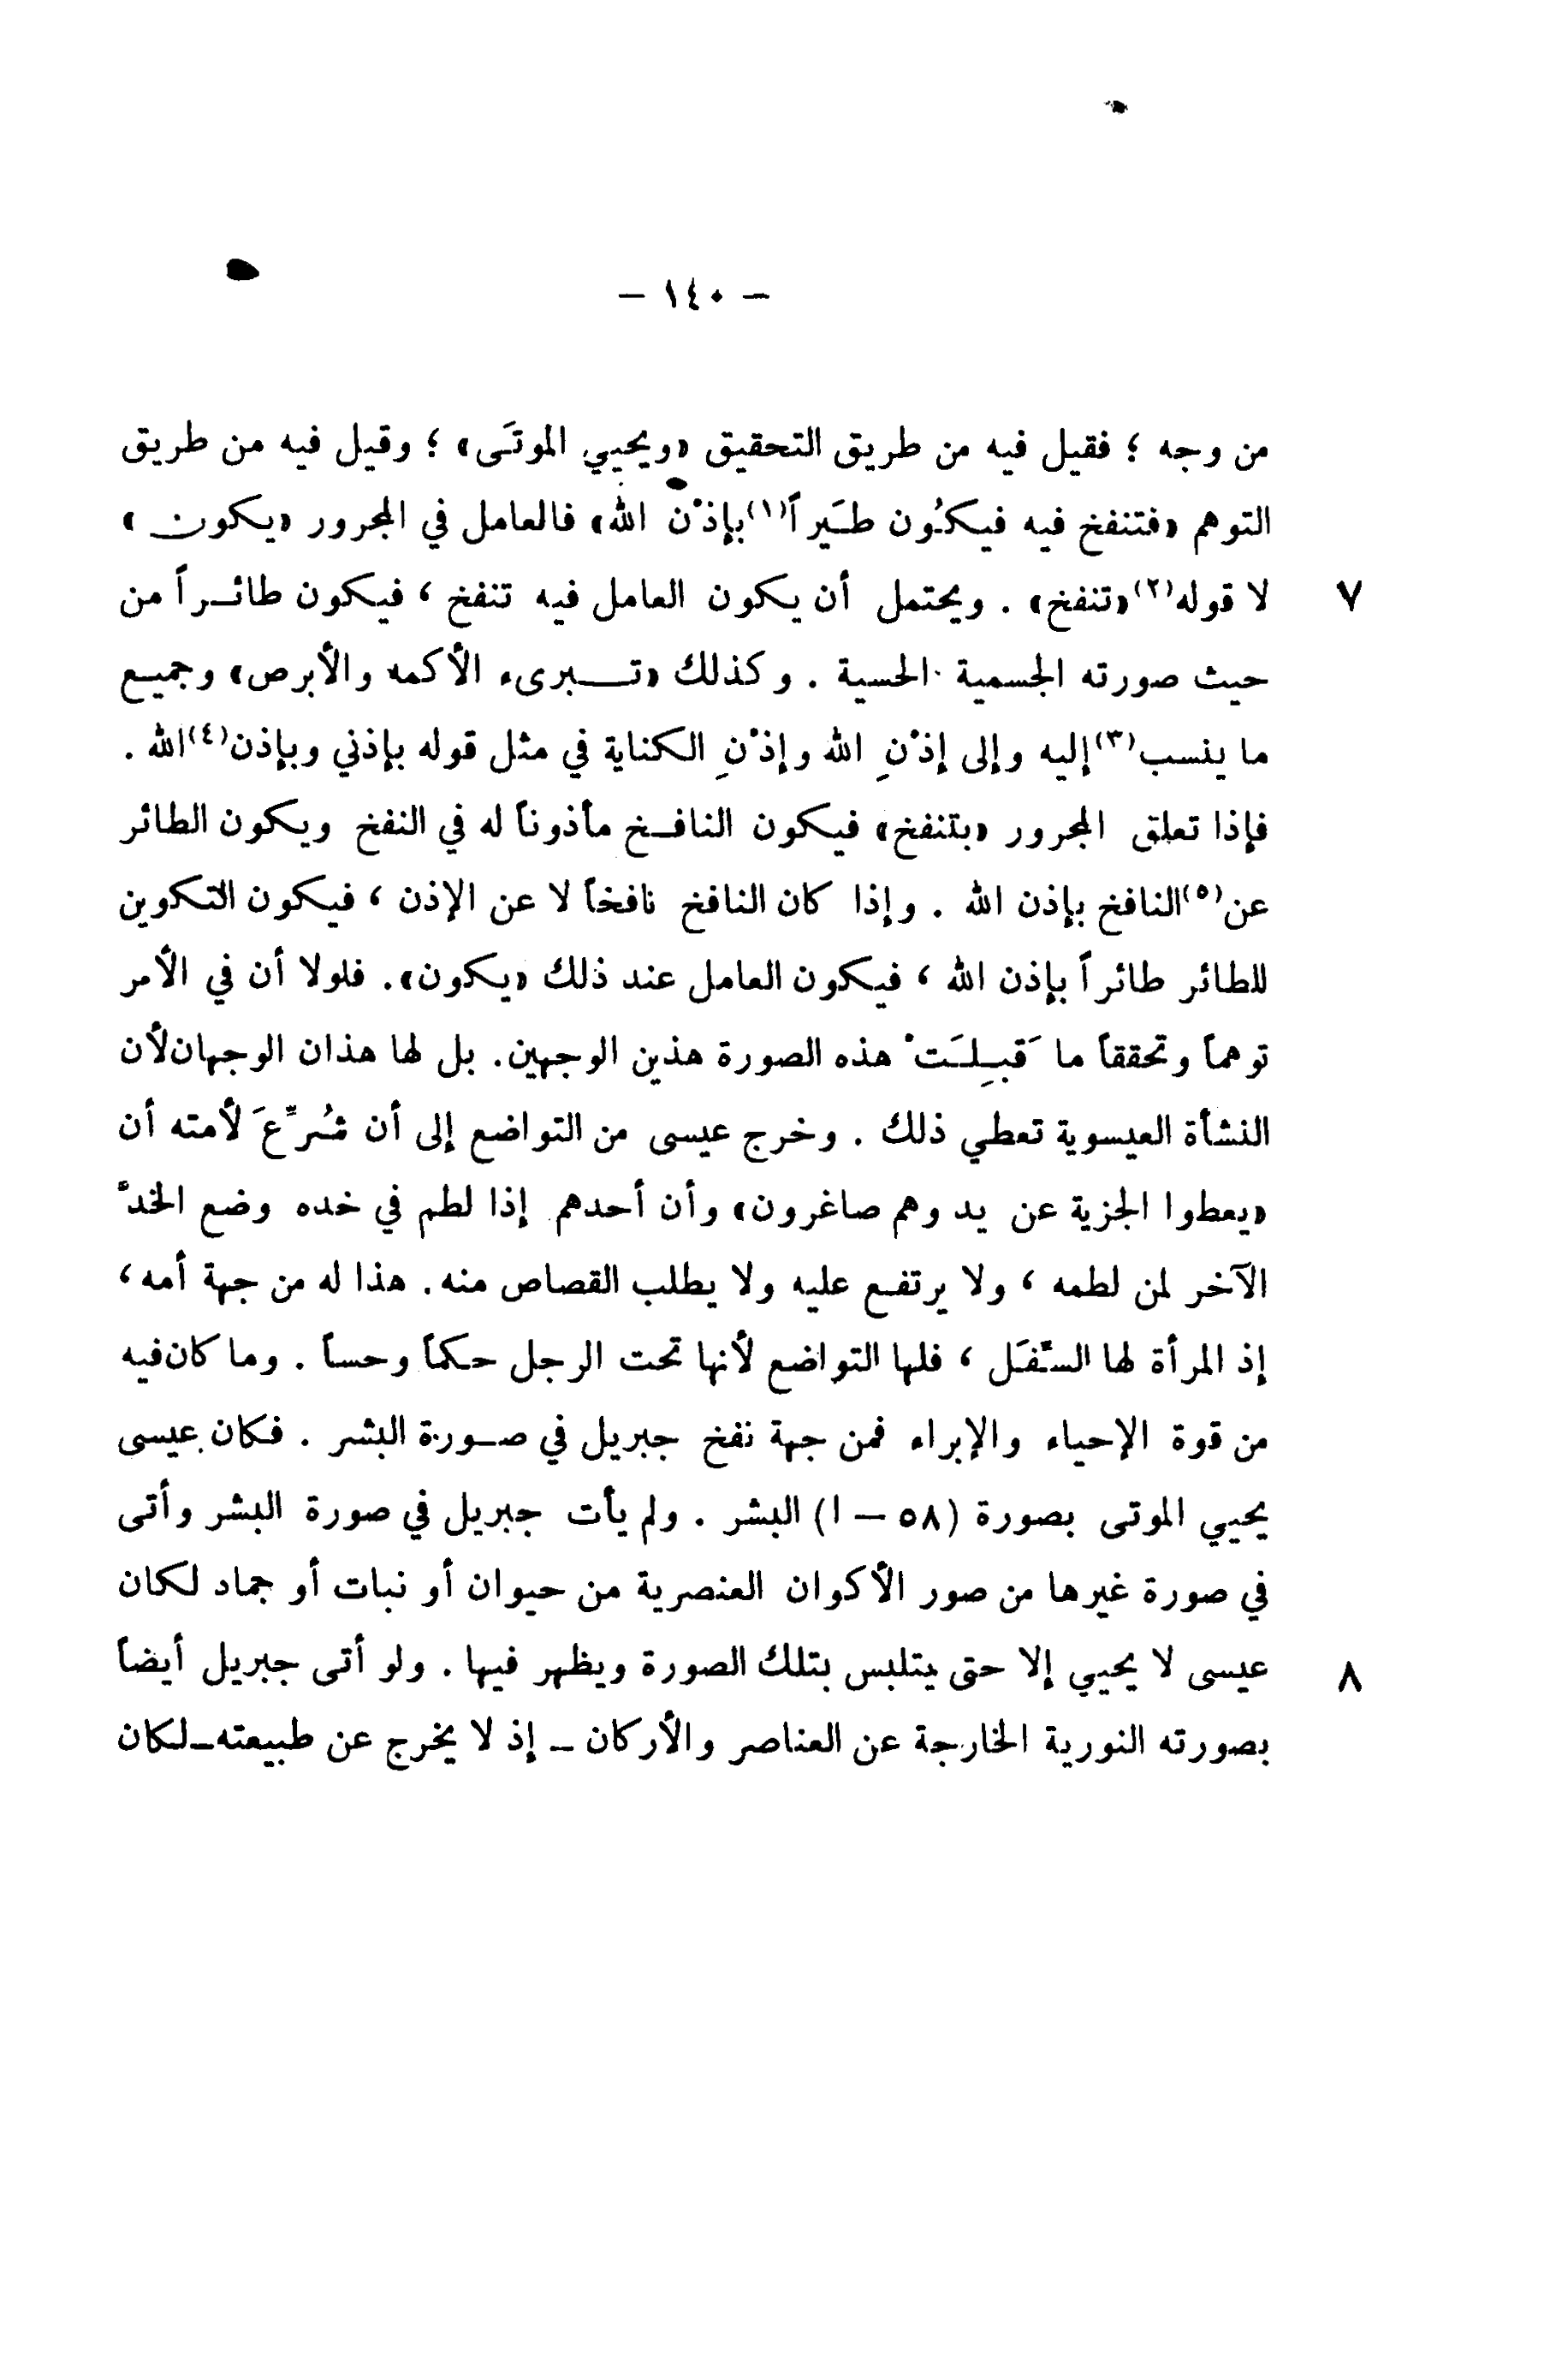 — ١٤٠ —
من وجه ؛ فقيل فيه من طريق التحقيق «ويحيي الموتَى» ؛ وقيل فيه من طريق
التوهم «فتنفخ فيه فيكُون طَيراً(١) بإذْن الله» فالعامل في المجرور «يكون»
٧ لا قوله(٢) «تنفخ» . ويحتمل أن يكون العامل فيه تنفخ ، فيكون طائراً من
حيث صورته الجسمية الحسية . وكذلك «تبرىء الأكمه والأبرص» وجميع
ما ينسب(٣) إليه وإلى إذْنِ الله وإذْنِ الكناية في مثل قوله بإذني وبإذن(٤) الله .
فإذا تعلق المجرور «بتنفخ» فيكون النافخ مأذوناً له في النفخ ويكون الطائر
عن(٥) النافخ بإذن الله . وإذا كان النافخ نافخاً لا عن الإذن ، فيكون التكوين
للطائر طائراً بإذن الله ، فيكون العامل عند ذلك «يكون». فلولا أن في الأمر
توهماً وتحققاً ما قَبِلَتْ هذه الصورة هذين الوجهين. بل لها هذان الوجهان لأن
النشأة العيسوية تعطي ذلك . وخرج عيسى من التواضع إلى أن شُرِّعَ لأمته أن
«يعطوا الجزية عن يد وهم صاغرون» وأن أحدهم إذا لطم في خده وضع الخدّ
الآخر لمن لطمه ، ولا يرتفع عليه ولا يطلب القصاص منه. هذا له من جهة أمه ،
إذ المرأة لها السّفَل ، فلها التواضع لأنها تحت الرجل حكماً وحساً . وما كان فيه
من قوة الإحياء والإبراء فمن جهة نفخ جبريل في صورة البشر . فكان عيسى
يحيي الموتى بصورة (٥٨ — ا) البشر . ولم يأت جبريل في صورة البشر وأتى
في صورة غيرها من صور الأكوان العنصرية من حيوان أو نبات أو جماد لكان
٨ عيسى لا يحيي إلا حتى يتلبس بتلك الصورة ويظهر فيها . ولو أتى جبريل أيضاً
بصورته النورية الخارجة عن العناصر والأركان – إذ لا يخرج عن طبيعته – لكان